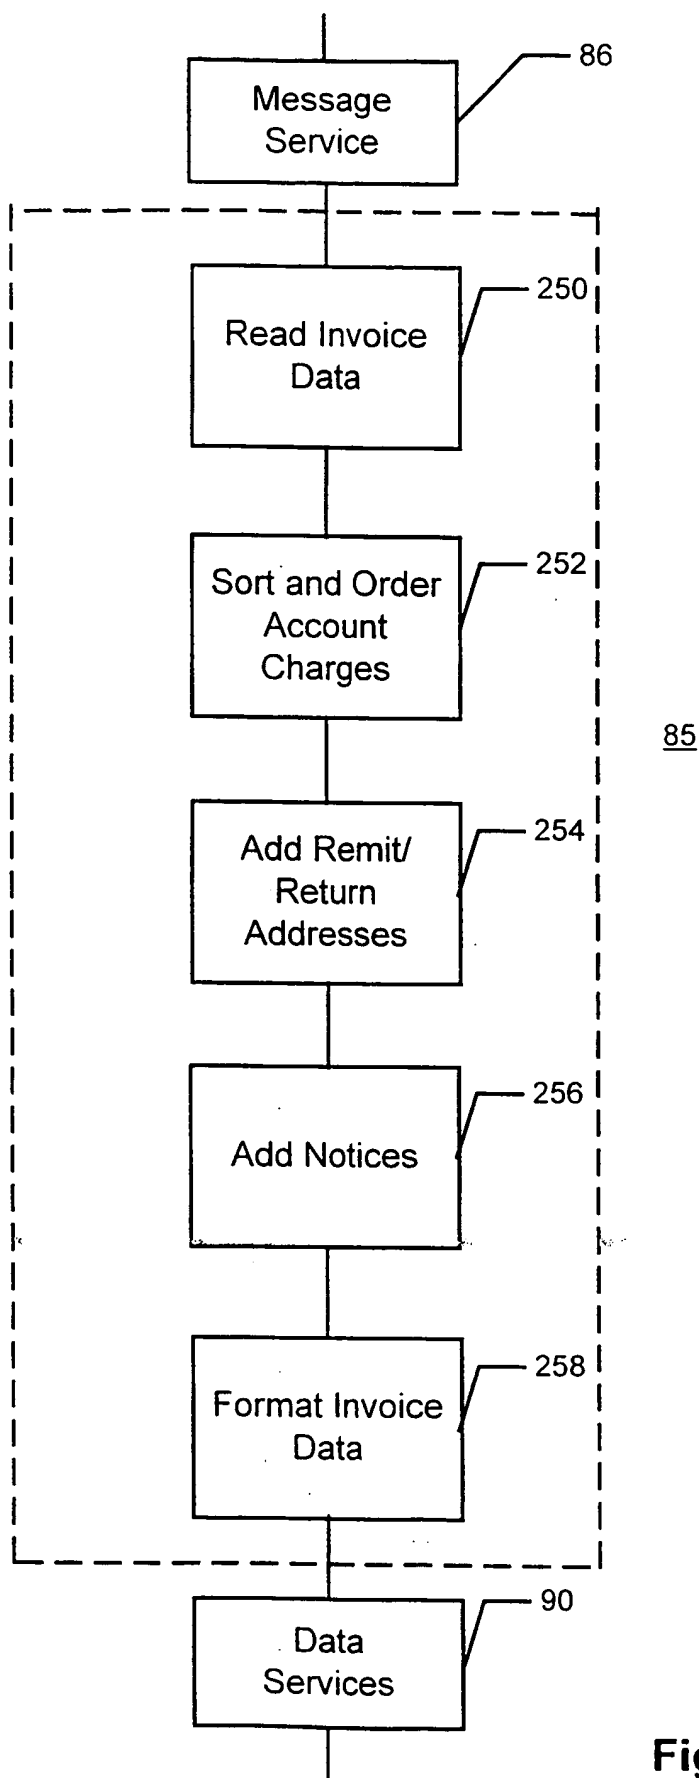 86
Message
Service
250
Read Invoice
Data
252
Sort and Order
Account
Charges
85
254
Add Remit/
Return
Addresses
256
Add Notices
258
Format Invoice
Data
90
Data
Services
Fig